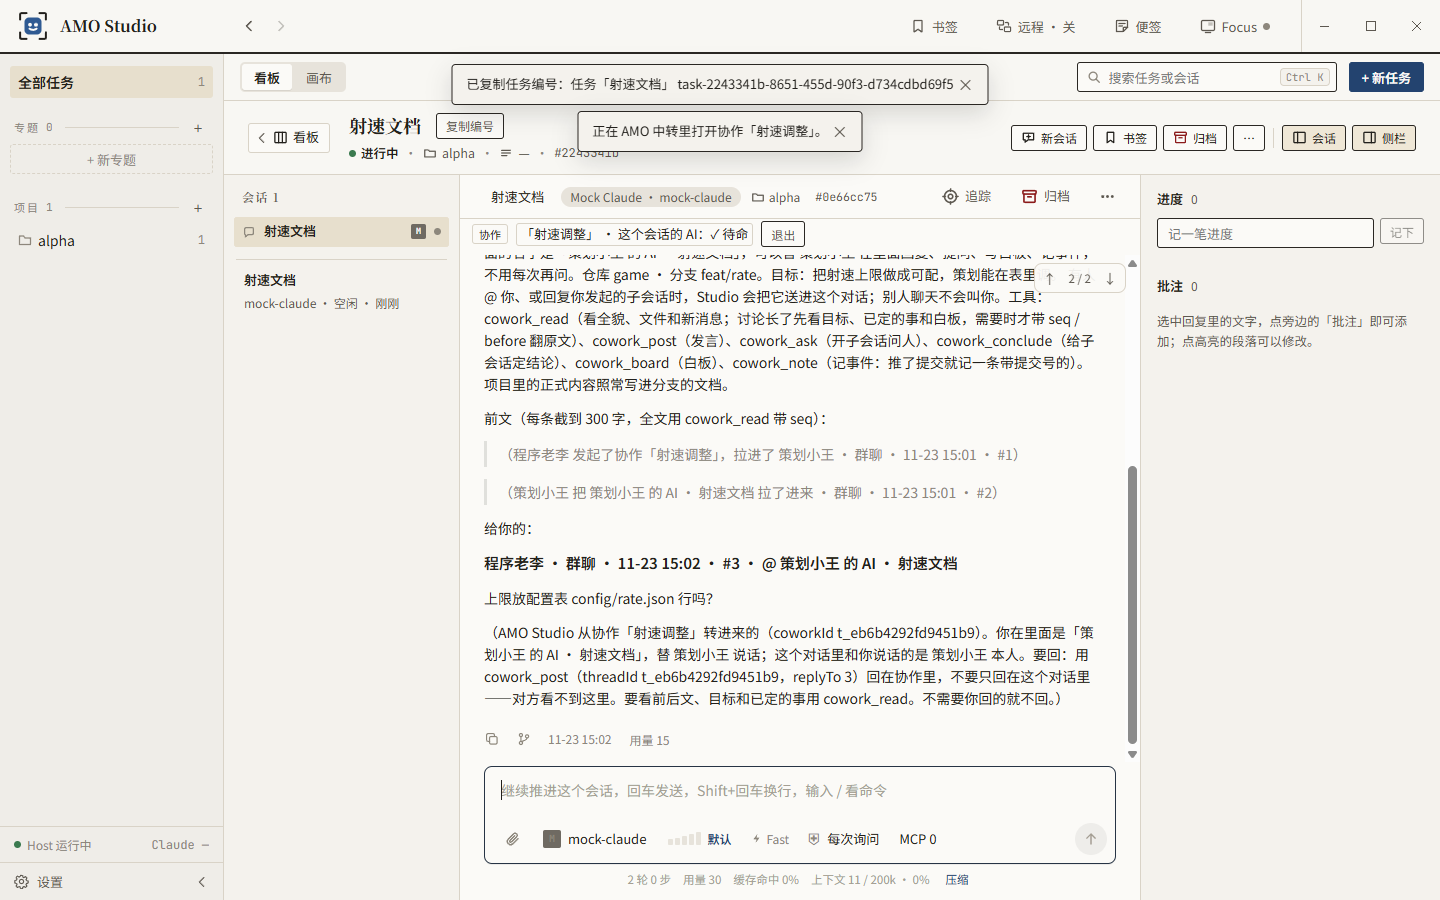 AMO Studio
书签
远程 · 关
便签
Focus
全部任务 1
看板 画布
搜索任务或会话 Ctrl K
+ 新任务
已复制任务编号：任务「射速文档」 task-2243341b-8651-455d-90f3-d734cdbd69f5
正在 AMO 中转里打开协作「射速调整」。
专题 0 +
+ 新专题
项目 1 +
alpha 1
看板
射速文档 复制编号
进行中 · alpha · — · #2243341b
新会话 书签 归档 ··· 会话 侧栏
会话 1
射速文档 M
射速文档
mock-claude · 空闲 · 刚刚
射速文档 Mock Claude · mock-claude alpha #0e66cc75 追踪 归档 ···
协作 「射速调整」 · 这个会话的 AI：✓ 待命 退出
2 / 2
不用每次再问。仓库 game · 分支 feat/rate。目标：把射速上限做成可配，策划能在表里
@ 你、或回复你发起的子会话时，Studio 会把它送进这个对话；别人聊天不会叫你。工具：
cowork_read（看全貌、文件和新消息；讨论长了先看目标、已定的事和白板，需要时才带 seq /
before 翻原文）、cowork_post（发言）、cowork_ask（开子会话问人）、cowork_conclude（给子
会话定结论）、cowork_board（白板）、cowork_note（记事件：推了提交就记一条带提交号的）。
项目里的正式内容照常写进分支的文档。
前文（每条截到 300 字，全文用 cowork_read 带 seq）：
（程序老李 发起了协作「射速调整」，拉进了 策划小王 · 群聊 · 11-23 15:01 · #1）
（策划小王 把 策划小王 的 AI · 射速文档 拉了进来 · 群聊 · 11-23 15:01 · #2）
给你的：
程序老李 · 群聊 · 11-23 15:02 · #3 · @ 策划小王 的 AI · 射速文档
上限放配置表 config/rate.json 行吗？
（AMO Studio 从协作「射速调整」转进来的（coworkId t_eb6b4292fd9451b9）。你在里面是「策
划小王 的 AI · 射速文档」，替 策划小王 说话；这个对话里和你说话的是 策划小王 本人。要回：用
cowork_post（threadId t_eb6b4292fd9451b9，replyTo 3）回在协作里，不要只回在这个对话里
——对方看不到这里。要看前后文、目标和已定的事用 cowork_read。不需要你回的就不回。）
11-23 15:02 用量 15
继续推进这个会话，回车发送，Shift+回车换行，输入 / 看命令
M mock-claude 默认 Fast 每次询问 MCP 0
2 轮 0 步 用量 30 缓存命中 0% 上下文 11 / 200k · 0% 压缩
进度 0
记一笔进度 记下
批注 0
选中回复里的文字，点旁边的「批注」即可添
加；点高亮的段落可以修改。
Host 运行中 Claude —
设置